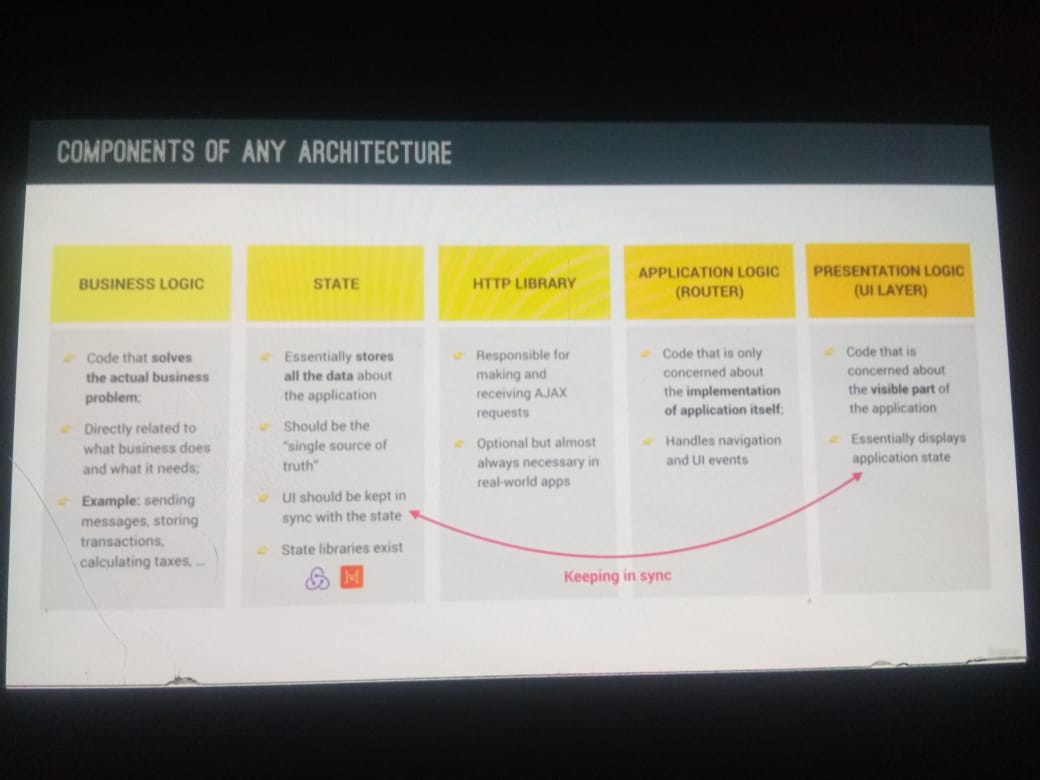 COMPONENTS OF ANY ARCHITECTURE
BUSINESS LOGIC
Code that solves
the actual business
problem;
Directly related to
what business does
and what it needs;
Example: sending
messages, storing
transactions,
calculating taxes, ...
STATE
Essentially stores
all the data about
the application
Should be the
"single source of
truth"
UI should be kept in
sync with the state
State libraries exist
HTTP LIBRARY
Responsible for
making and
receiving AJAX
requests
Optional but almost
always necessary in
real-world apps
APPLICATION LOGIC
(ROUTER)
Code that is only
concerned about
the implementation
of application itself;
Handles navigation
and UI events
PRESENTATION LOGIC
(UI LAYER)
Code that is
concerned about
the visible part of
the application
Essentially displays
application state
Keeping in sync